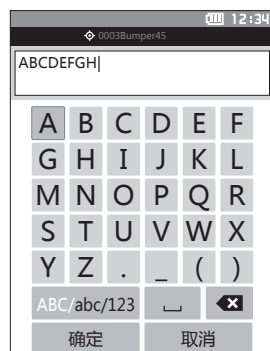 12:34
0003Bumper45
ABCDEFGH
A B C D E F
G H I J K L
M N O P Q R
S T U V W X
Y Z . _ ( )
ABC/abc/123
确定 取消